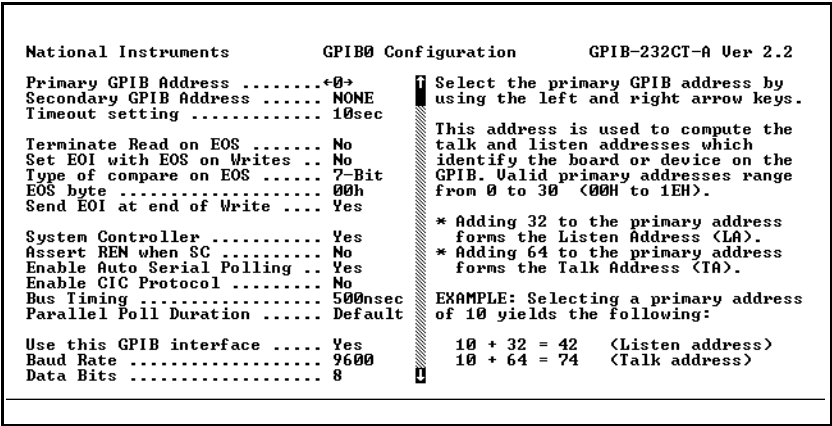 National Instruments GPIB0 Configuration GPIB-232CT-A Ver 2.2
Primary GPIB Address ........←0→
Secondary GPIB Address ...... NONE
Timeout setting ............. 10sec
Terminate Read on EOS ....... No
Set EOI with EOS on Writes .. No
Type of compare on EOS ...... 7-Bit
EOS byte .................... 00h
Send EOI at end of Write .... Yes
System Controller ........... Yes
Assert REN when SC .......... No
Enable Auto Serial Polling .. Yes
Enable CIC Protocol ......... No
Bus Timing .................. 500nsec
Parallel Poll Duration ...... Default
Use this GPIB interface ..... Yes
Baud Rate ................... 9600
Data Bits ................... 8
Select the primary GPIB address by
using the left and right arrow keys.
This address is used to compute the
talk and listen addresses which
identify the board or device on the
GPIB. Valid primary addresses range
from 0 to 30 (00H to 1EH).
* Adding 32 to the primary address
forms the Listen Address (LA).
* Adding 64 to the primary address
forms the Talk Address (TA).
EXAMPLE: Selecting a primary address
of 10 yields the following:
10 + 32 = 42 (Listen address)
10 + 64 = 74 (Talk address)